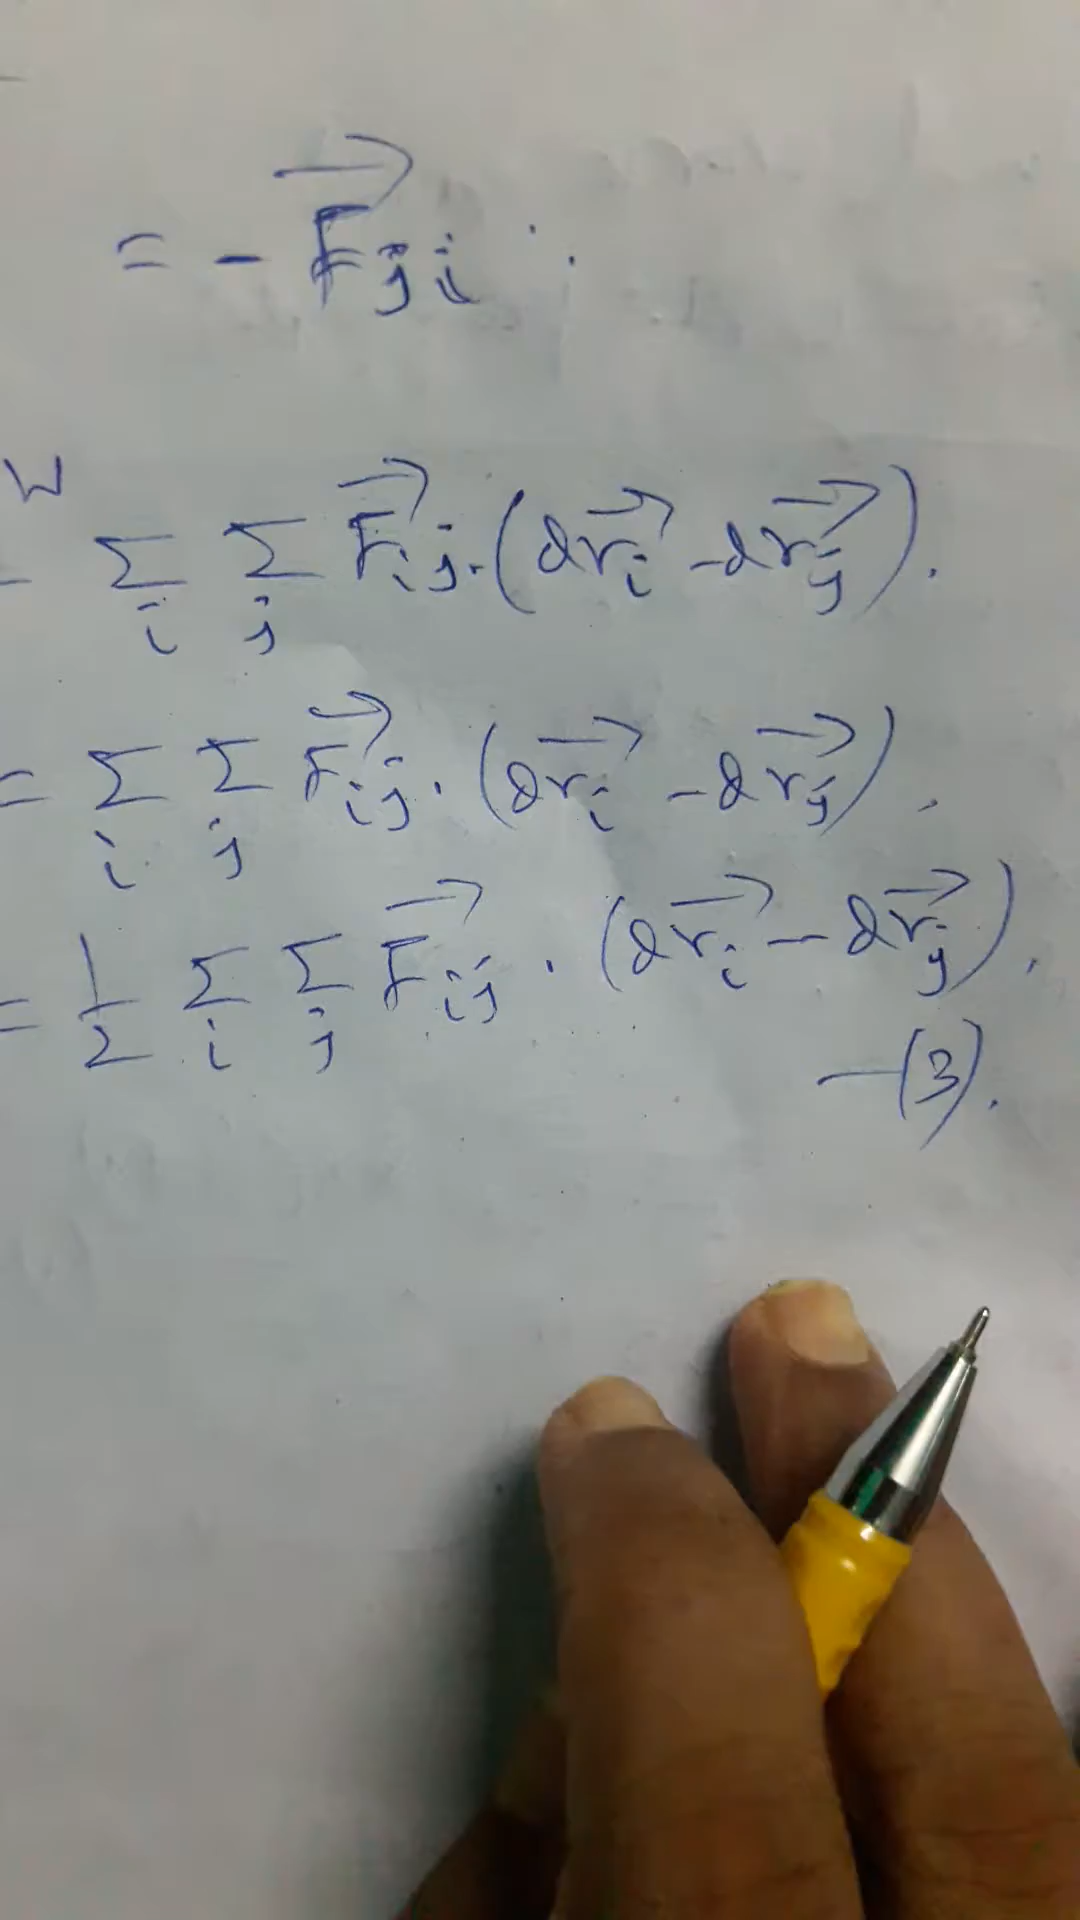 = - F⃗ji .
W
- Σi Σj F⃗ij . (dr⃗i - dr⃗j) .
= Σi Σj F⃗ij . (dr⃗i - dr⃗j) .
= 1/2 Σi Σj F⃗ij . (dr⃗i - dr⃗j) .
-(3) .